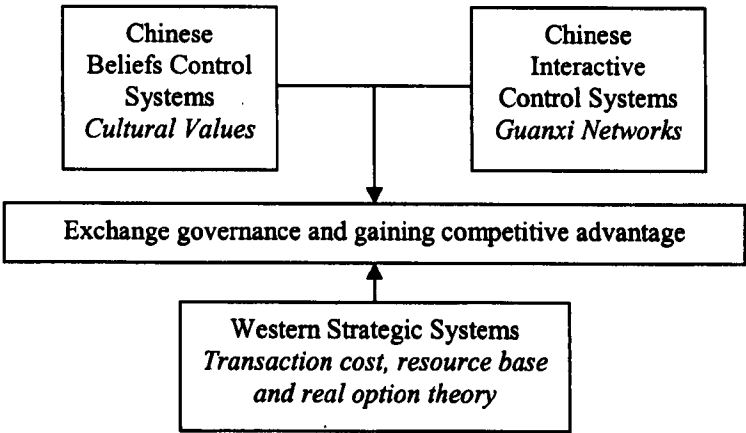 Chinese
Beliefs Control
Systems
Cultural Values
Chinese
Interactive
Control Systems
Guanxi Networks
Exchange governance and gaining competitive advantage
Western Strategic Systems
Transaction cost, resource base
and real option theory